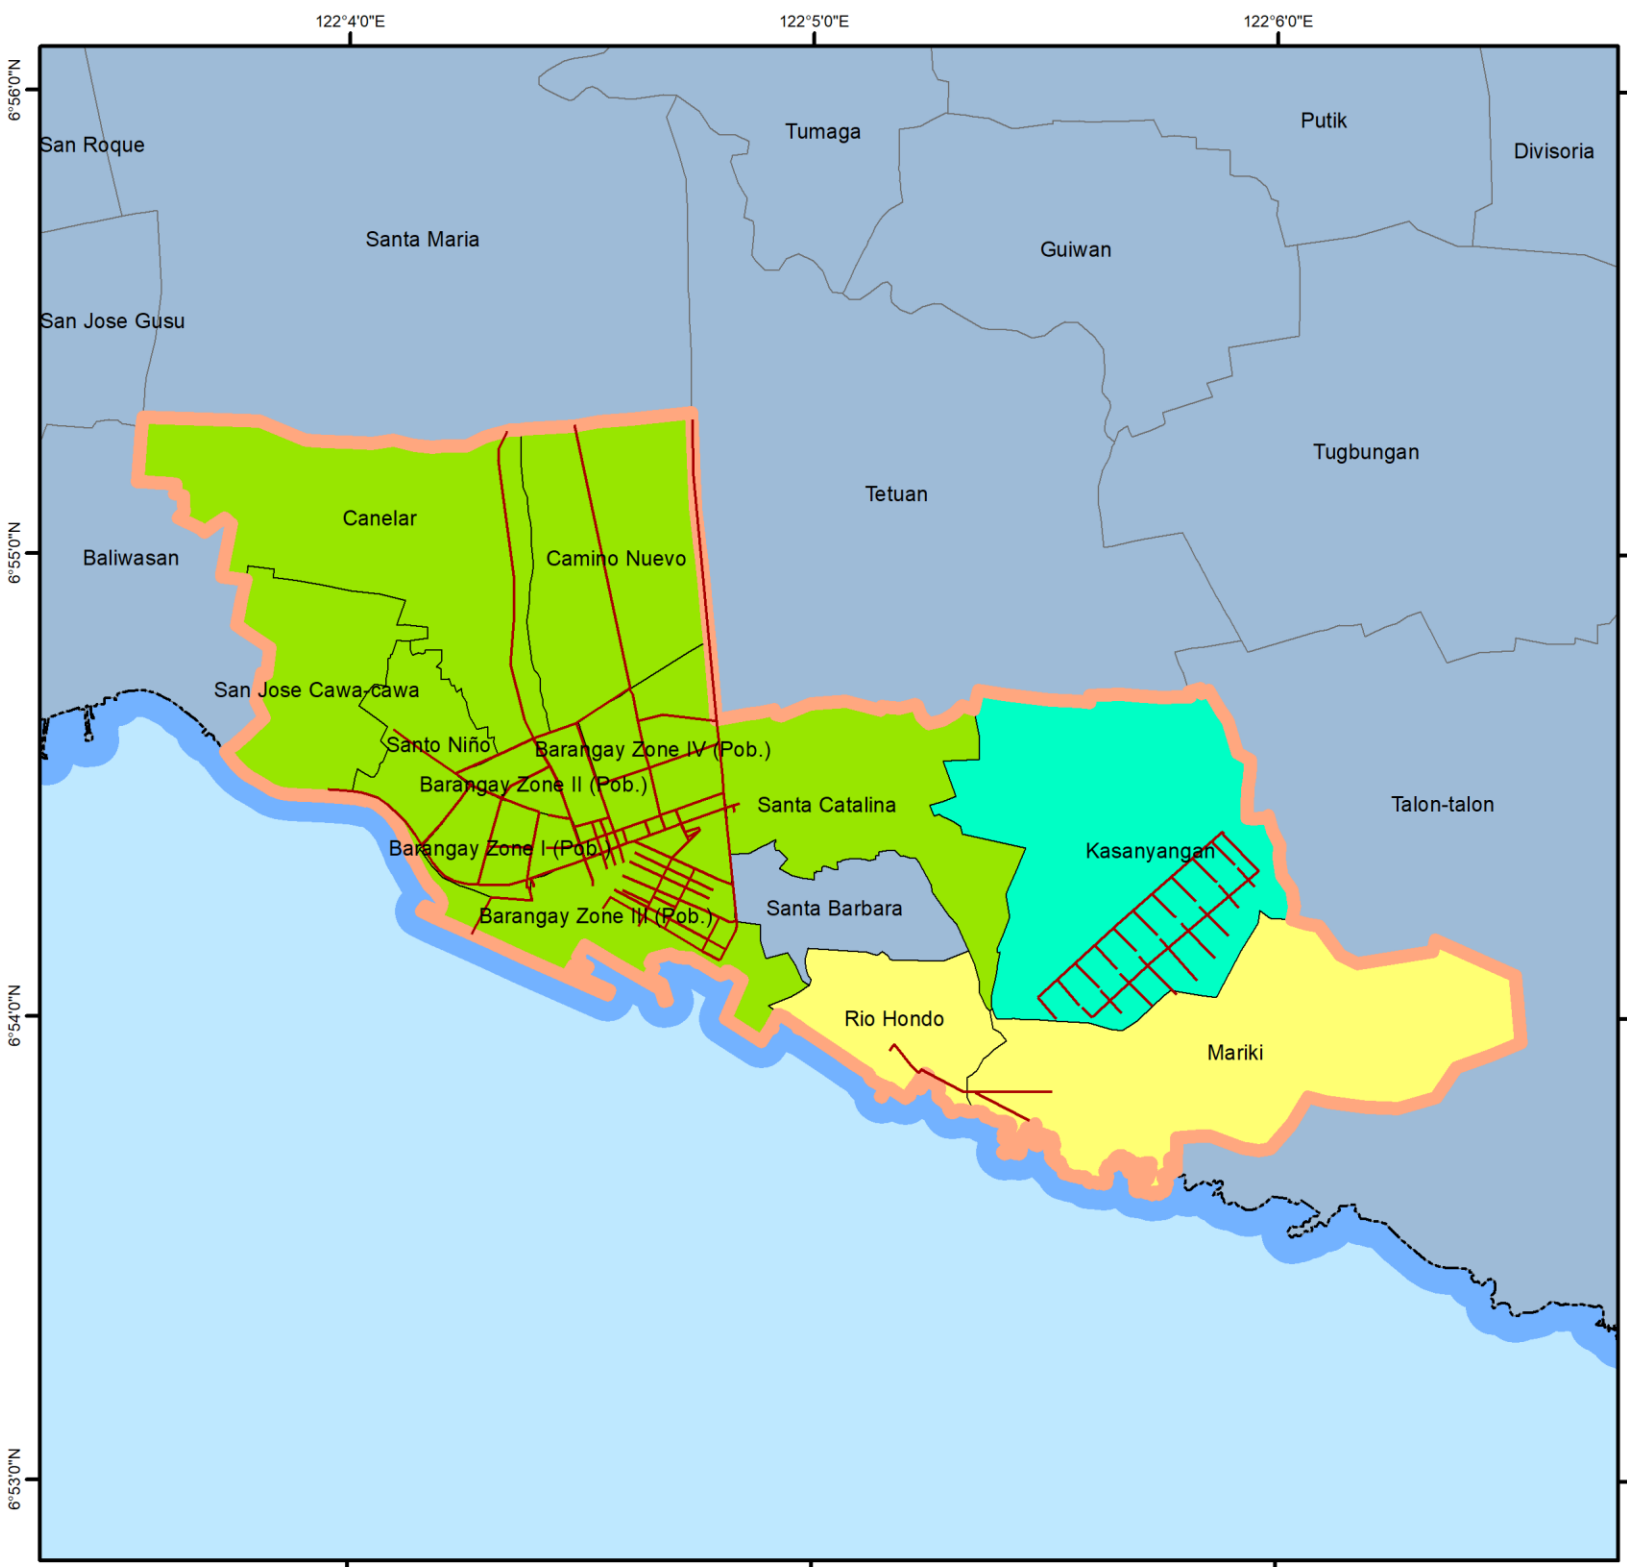 122°4'0"E
122°5'0"E
122°6'0"E
6°56'0"N
Putik
Tumaga
San Roque
Divisoria
Santa Maria
Guiwan
San Jose Gusu
Tugbungan
Tetuan
Canelar
6°55'0"N
Baliwasan
Camino Nuevo
San Jose Cawa-cawa
Santo Niño
Barangay Zone IV (Pob.)
Barangay Zone II (Pob.)
Santa Catalina
Talon-talon
Barangay Zone I (Pob.)
Kasanyangan
Santa Barbara
Barangay Zone III (Pob.)
6°54'0"N
Rio Hondo
Mariki
6°53'0"N